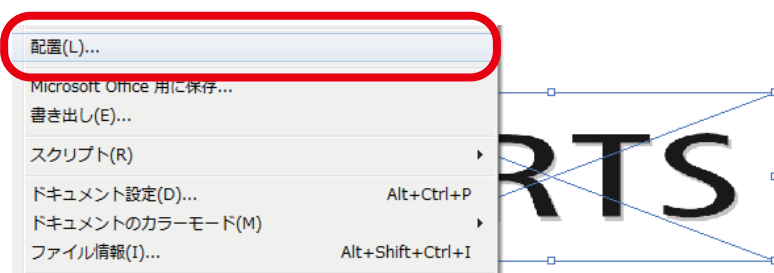 配置(L)...
Microsoft Office 用に保存...
書き出し(E)...
スクリプト(R)
ドキュメント設定(D)... Alt+Ctrl+P
ドキュメントのカラーモード(M)
ファイル情報(I)... Alt+Shift+Ctrl+I
RTS